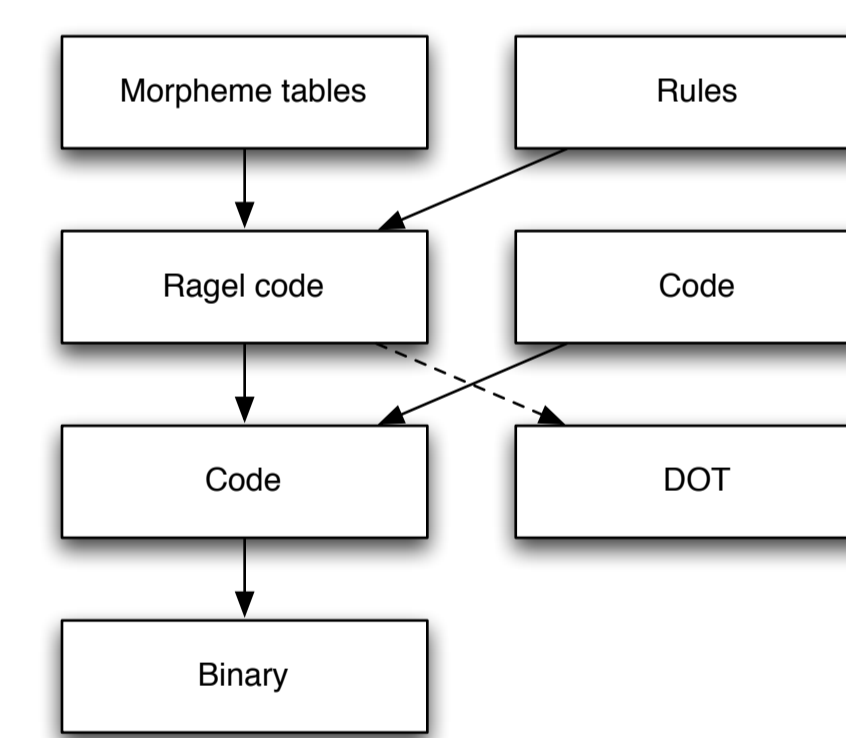 Morpheme tables
Rules
Ragel code
Code
Code
DOT
Binary